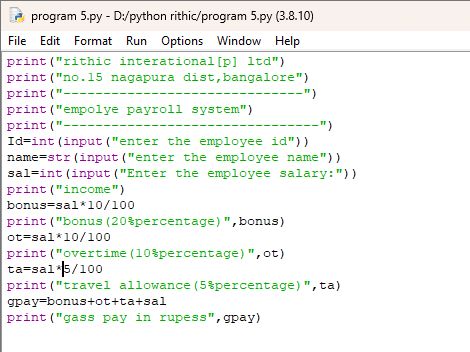 program 5.py - D:/python rithic/program 5.py (3.8.10)
File Edit Format Run Options Window Help
print("rithic interational[p] ltd")
print("no.15 nagapura dist,bangalore")
print("------------------------------")
print("empolye payroll system")
print("--------------------------------")
Id=int(input("enter the employee id"))
name=str(input("enter the employee name"))
sal=int(input("Enter the employee salary:"))
print("income")
bonus=sal*10/100
print("bonus(20%percentage)",bonus)
ot=sal*10/100
print("overtime(10%percentage)",ot)
ta=sal*5/100
print("travel allowance(5%percentage)",ta)
gpay=bonus+ot+ta+sal
print("gass pay in rupess",gpay)